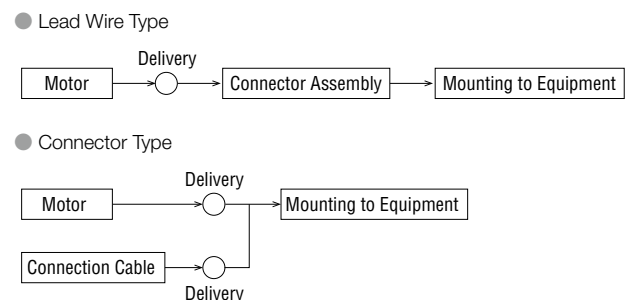 Lead Wire Type
Delivery
Motor
Connector Assembly
Mounting to Equipment
Connector Type
Delivery
Motor
Mounting to Equipment
Connection Cable
Delivery